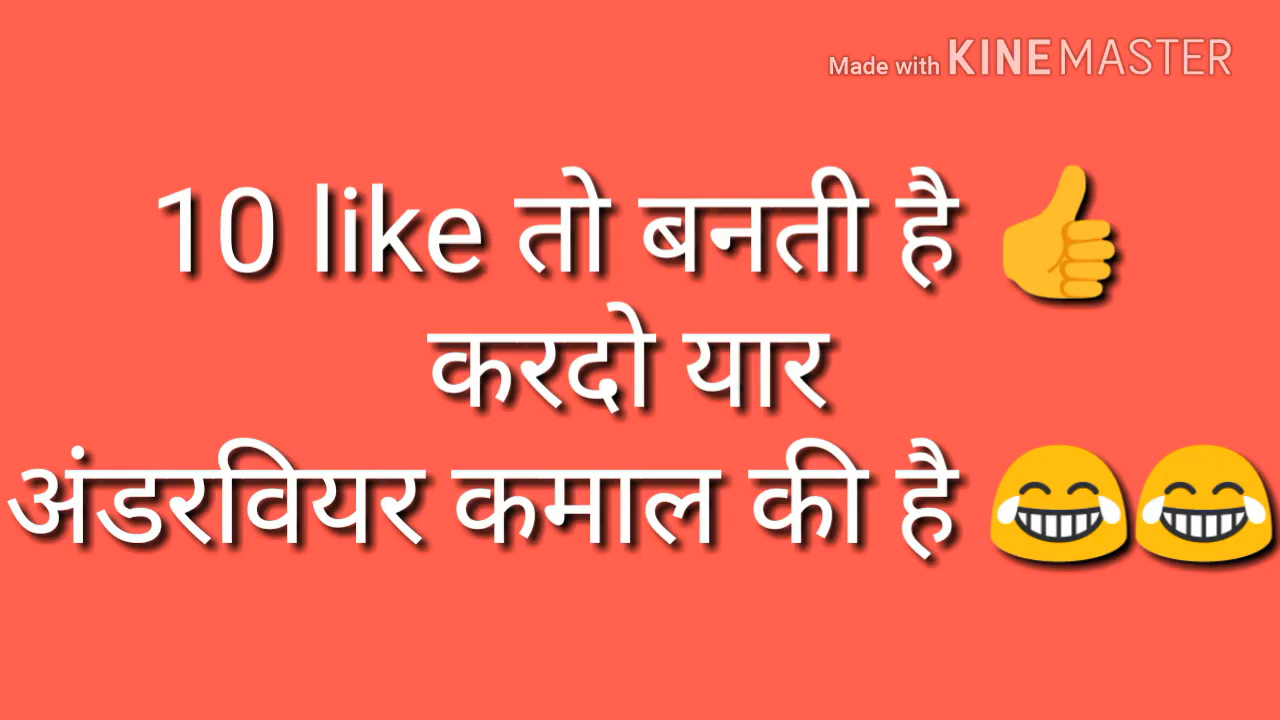 Made with KINEMASTER
10 like तो बनती है 👍
करदो यार
अंडरवियर कमाल की है 😂😂